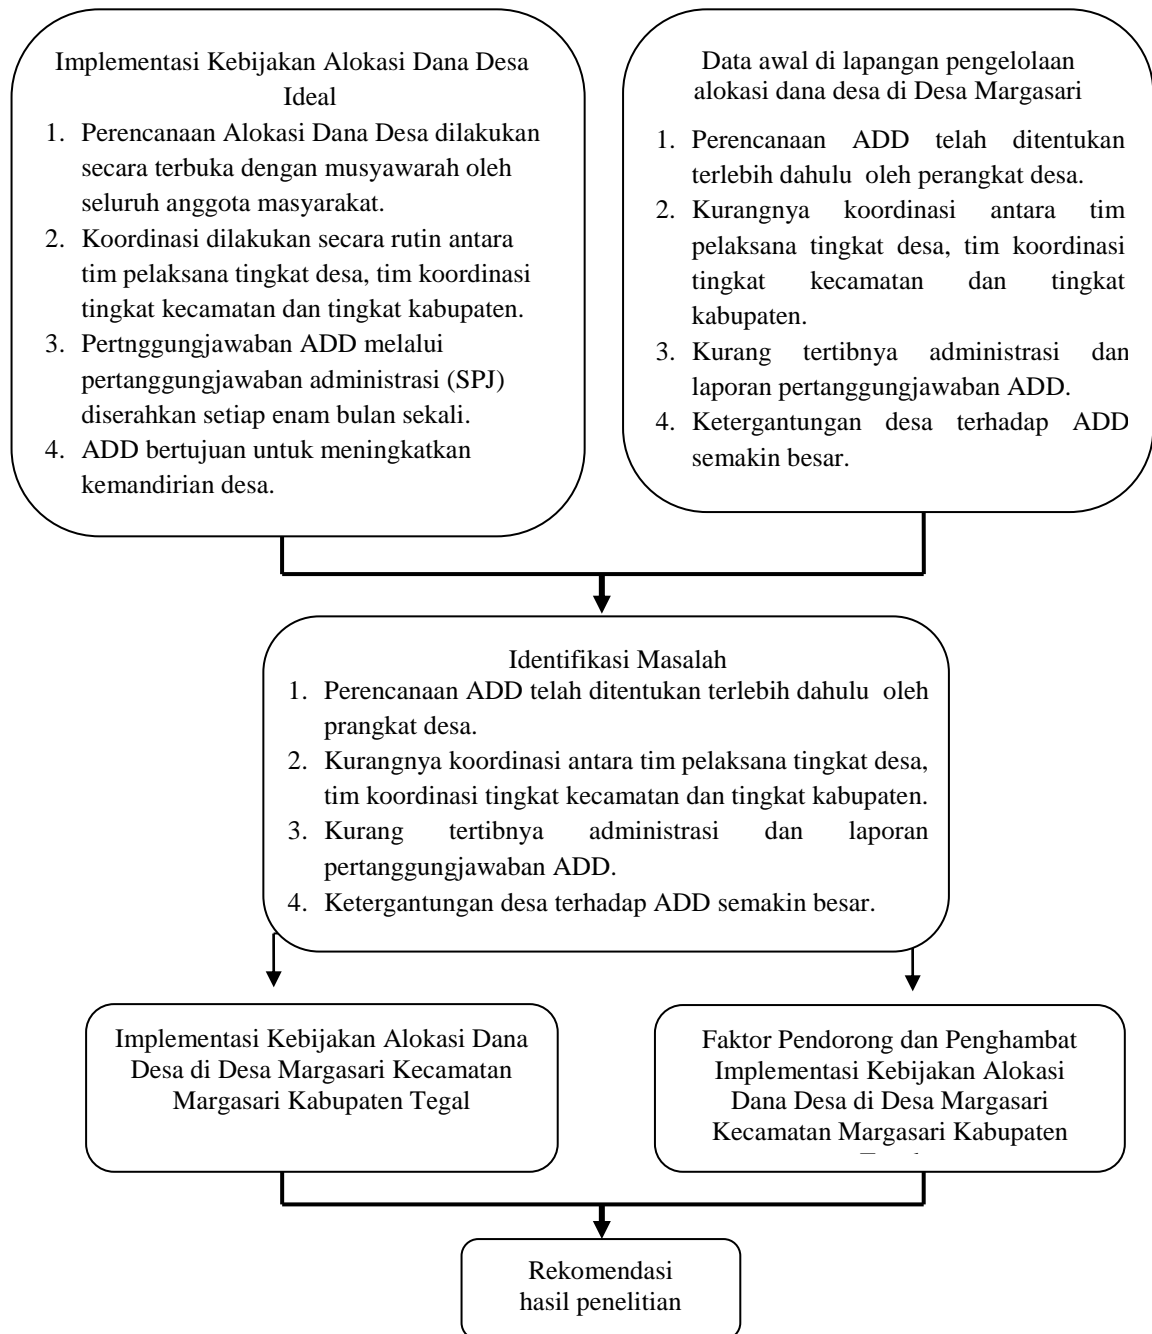 Implementasi Kebijakan Alokasi Dana Desa
Ideal
1. Perencanaan Alokasi Dana Desa dilakukan
secara terbuka dengan musyawarah oleh
seluruh anggota masyarakat.
2. Koordinasi dilakukan secara rutin antara
tim pelaksana tingkat desa, tim koordinasi
tingkat kecamatan dan tingkat kabupaten.
3. Pertnggungjawaban ADD melalui
pertanggungjawaban administrasi (SPJ)
diserahkan setiap enam bulan sekali.
4. ADD bertujuan untuk meningkatkan
kemandirian desa.
Data awal di lapangan pengelolaan
alokasi dana desa di Desa Margasari
1. Perencanaan ADD telah ditentukan
terlebih dahulu oleh perangkat desa.
2. Kurangnya koordinasi antara tim
pelaksana tingkat desa, tim koordinasi
tingkat kecamatan dan tingkat
kabupaten.
3. Kurang tertibnya administrasi dan
laporan pertanggungjawaban ADD.
4. Ketergantungan desa terhadap ADD
semakin besar.
Identifikasi Masalah
1. Perencanaan ADD telah ditentukan terlebih dahulu oleh
prangkat desa.
2. Kurangnya koordinasi antara tim pelaksana tingkat desa,
tim koordinasi tingkat kecamatan dan tingkat kabupaten.
3. Kurang tertibnya administrasi dan laporan
pertanggungjawaban ADD.
4. Ketergantungan desa terhadap ADD semakin besar.
Implementasi Kebijakan Alokasi Dana
Desa di Desa Margasari Kecamatan
Margasari Kabupaten Tegal
Faktor Pendorong dan Penghambat
Implementasi Kebijakan Alokasi
Dana Desa di Desa Margasari
Kecamatan Margasari Kabupaten
Rekomendasi
hasil penelitian